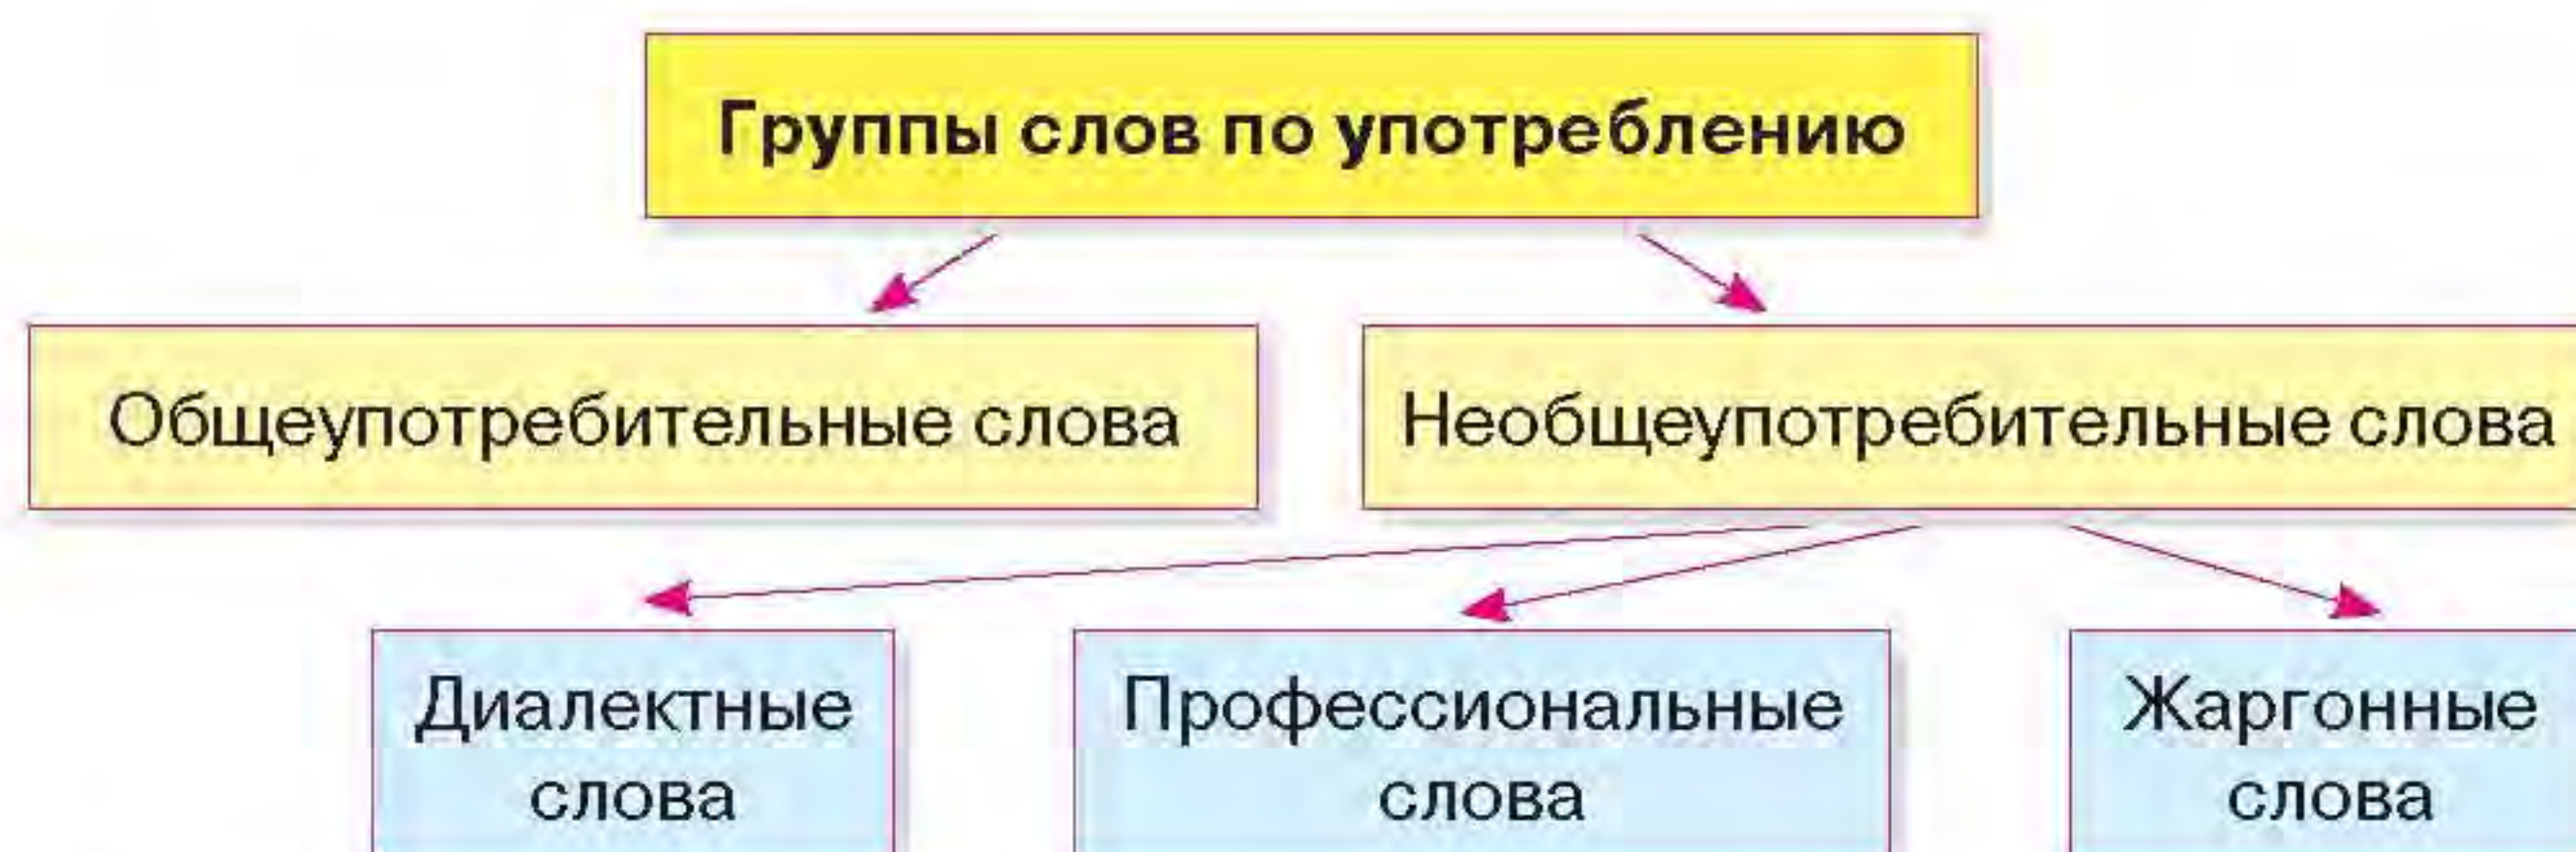 Группы слов по употреблению
Общеупотребительные слова
Необщеупотребительные слова
Диалектные
слова
Профессиональные
слова
Жаргонные
слова